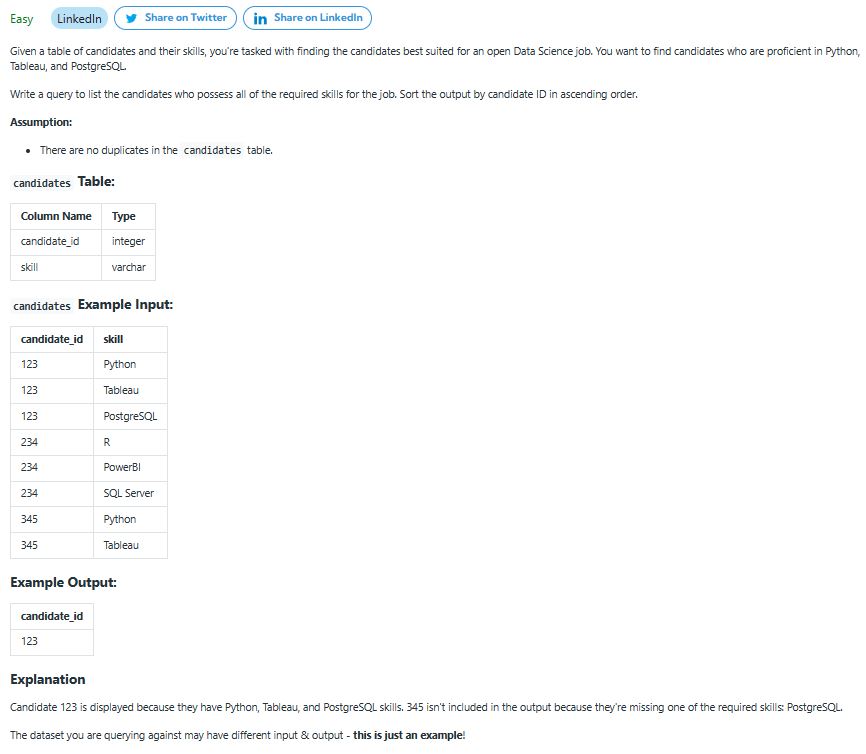 Easy LinkedIn Share on Twitter in Share on LinkedIn
Given a table of candidates and their skills, you're tasked with finding the candidates best suited for an open Data Science job. You want to find candidates who are proficient in Python,
Tableau, and PostgreSQL.
Write a query to list the candidates who possess all of the required skills for the job. Sort the output by candidate ID in ascending order.
Assumption:
• There are no duplicates in the candidates table.
candidates Table:
Column Name Type
candidate_id integer
skill varchar
candidates Example Input:
candidate_id skill
123 Python
123 Tableau
123 PostgreSQL
234 R
234 PowerBI
234 SQL Server
345 Python
345 Tableau
Example Output:
candidate_id
123
Explanation
Candidate 123 is displayed because they have Python, Tableau, and PostgreSQL skills. 345 isn't included in the output because they're missing one of the required skills: PostgreSQL.
The dataset you are querying against may have different input & output - this is just an example!